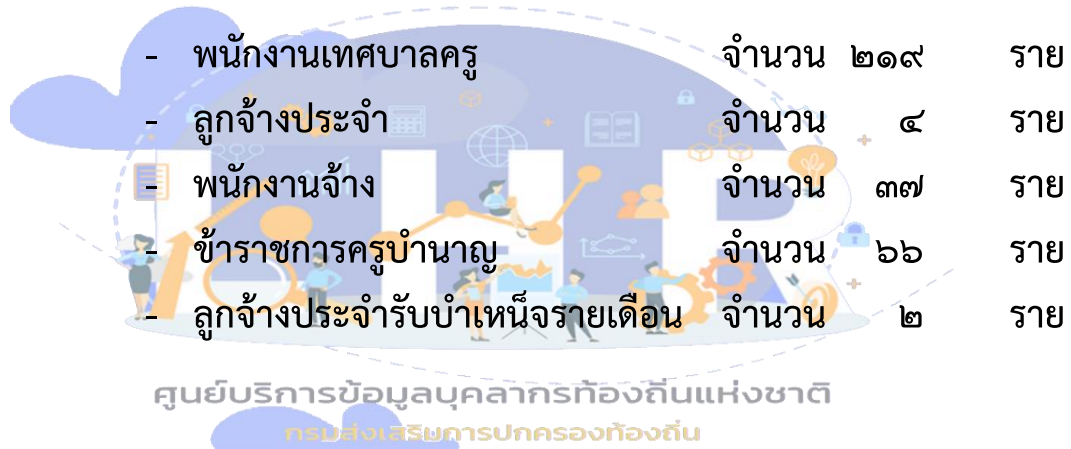 - พนักงานเทศบาลครู จำนวน ๒๑๙ ราย
- ลูกจ้างประจำ จำนวน ๔ ราย
- พนักงานจ้าง จำนวน ๓๗ ราย
- ข้าราชการครูบำนาญ จำนวน ๖๖ ราย
- ลูกจ้างประจำรับบำเหน็จรายเดือน จำนวน ๒ ราย
LHR
ศูนย์บริการข้อมูลบุคลากรท้องถิ่นแห่งชาติ
กรมส่งเสริมการปกครองท้องถิ่น